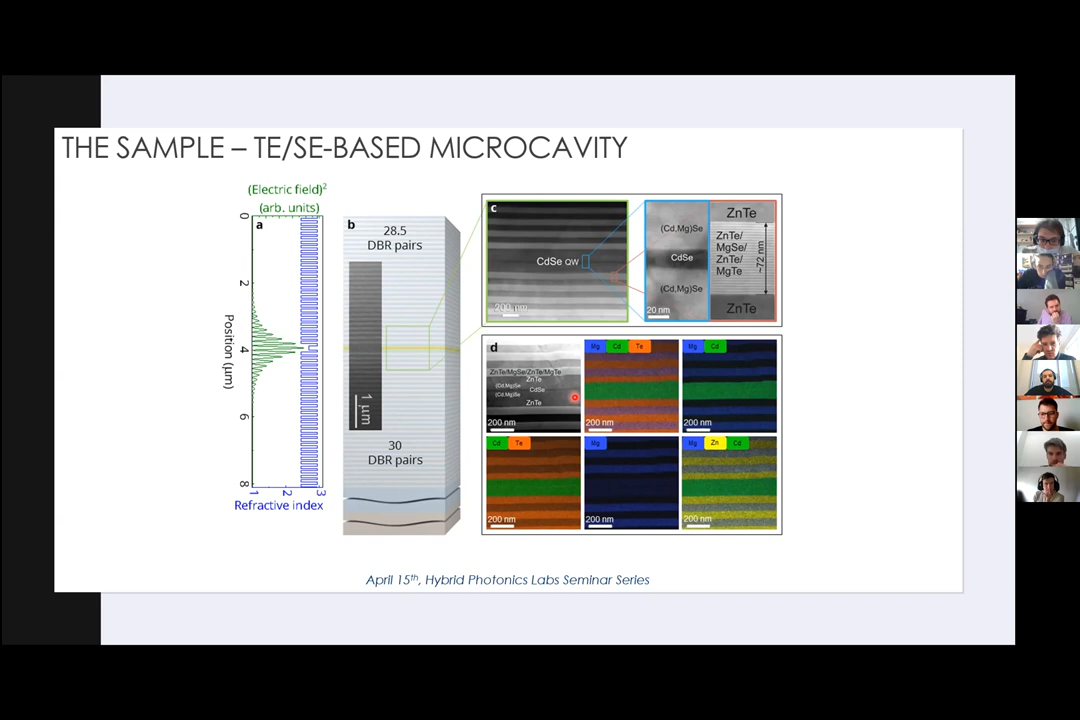 THE SAMPLE – TE/SE-BASED MICROCAVITY
(Electric field)²
(arb. units)
a
0
2
4
6
8
Position (μm)
1
2
3
Refractive index
b
28.5
DBR pairs
1 μm
30
DBR pairs
c
CdSe QW
200 nm
(Cd,Mg)Se
CdSe
(Cd,Mg)Se
20 nm
ZnTe
ZnTe/
MgSe/
ZnTe/
MgTe
~72 nm
ZnTe
d
ZnTe/MgSe/ZnTe/MgTe
ZnTe
(Cd,Mg)Se
CdSe
(Cd,Mg)Se
ZnTe
200 nm
Mg Cd Te
200 nm
Mg Cd
200 nm
Cd Te
200 nm
Mg
200 nm
Mg Zn Cd
200 nm
April 15th, Hybrid Photonics Labs Seminar Series